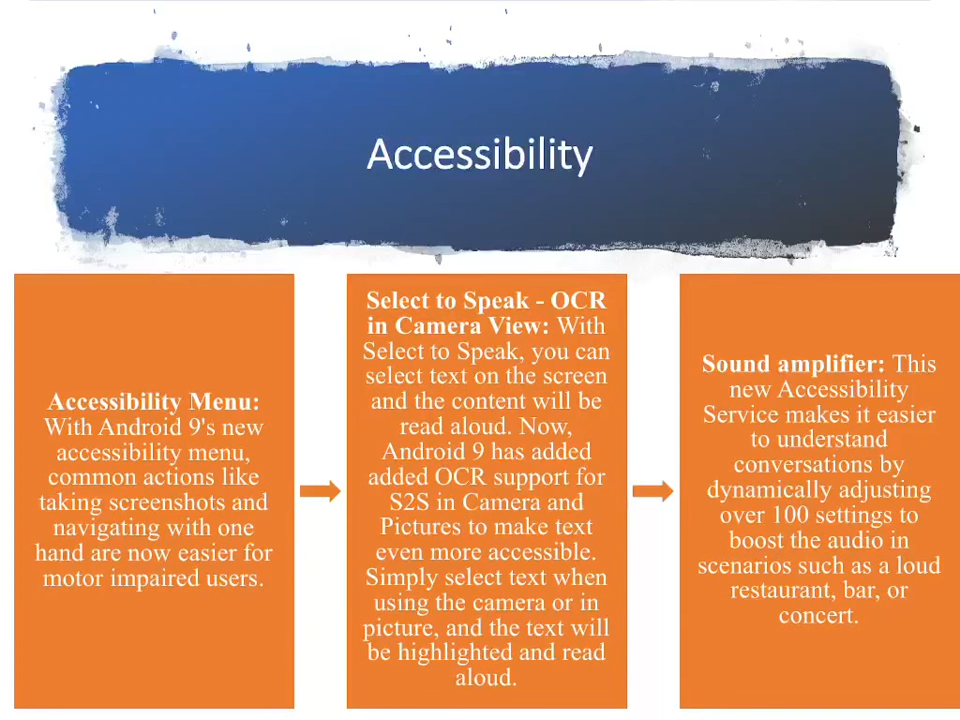 Accessibility
Accessibility Menu:
With Android 9's new
accessibility menu,
common actions like
taking screenshots and
navigating with one
hand are now easier for
motor impaired users.
Select to Speak - OCR
in Camera View: With
Select to Speak, you can
select text on the screen
and the content will be
read aloud. Now,
Android 9 has added
added OCR support for
S2S in Camera and
Pictures to make text
even more accessible.
Simply select text when
using the camera or in
picture, and the text will
be highlighted and read
aloud.
Sound amplifier: This
new Accessibility
Service makes it easier
to understand
conversations by
dynamically adjusting
over 100 settings to
boost the audio in
scenarios such as a loud
restaurant, bar, or
concert.